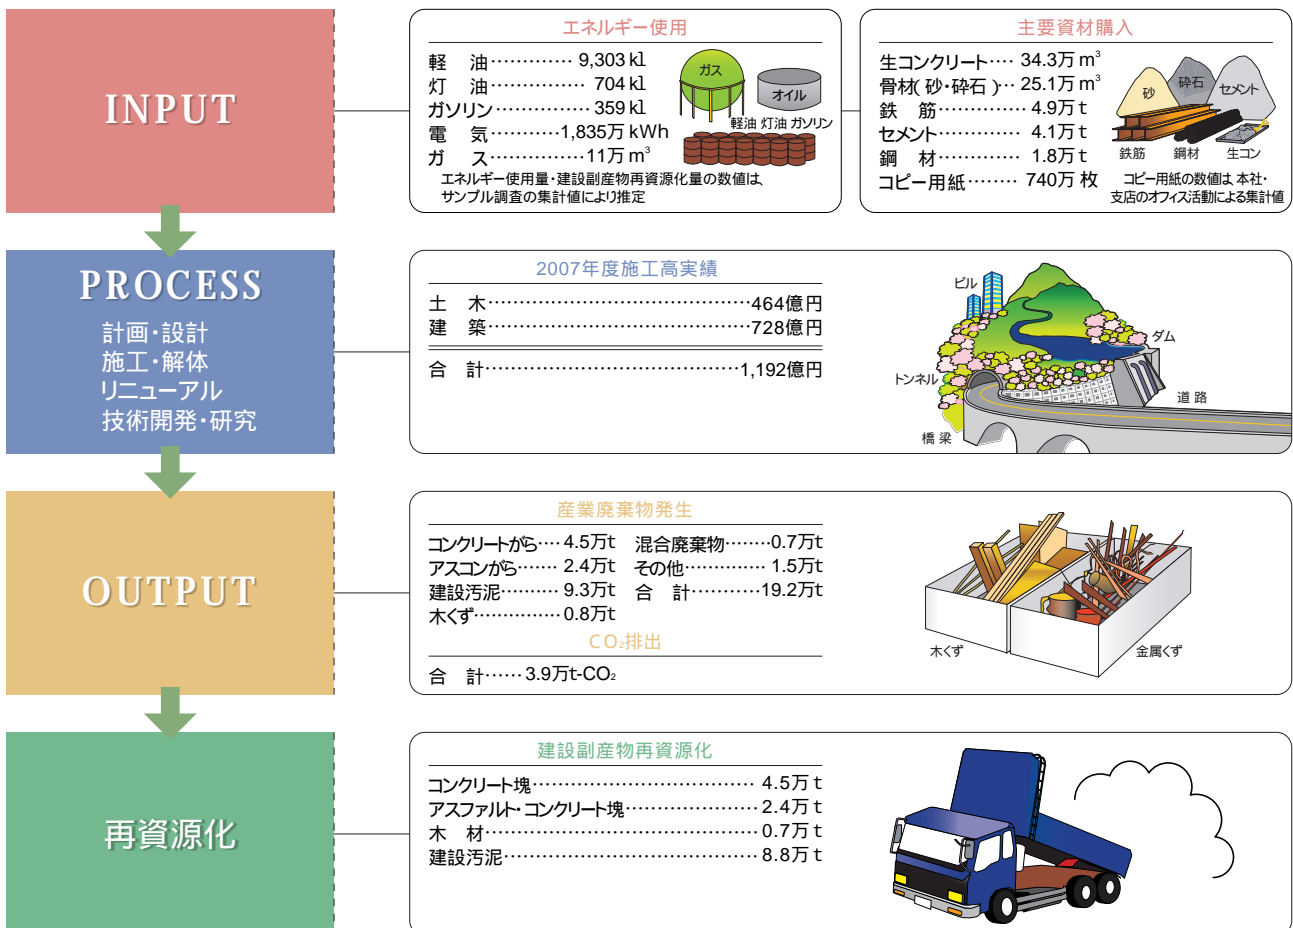 INPUT
エネルギー使用
軽 油············· 9,303 kl
灯 油··············· 704 kl
ガソリン············ 359 kl
電 気···········1,835万 kWh
ガ ス···············11万 m³
エネルギー使用量・建設副産物再資源化量の数値は、
サンプル調査の集計値により推定
ガス
オイル
軽油 灯油 ガソリン
主要資材購入
生コンクリート···· 34.3万 m³
骨材(砂・砕石)··· 25.1万 m³
鉄 筋·············· 4.9万 t
セメント············· 4.1万 t
鋼 材············· 1.8万 t
コピー用紙········ 740万 枚
砂
砕石
セメント
鉄筋 鋼材 生コン
コピー用紙の数値は、本社・
支店のオフィス活動による集計値
PROCESS
計画・設計
施工・解体
リニューアル
技術開発・研究
2007年度施工高実績
土 木··········································464億円
建 築··········································728億円
合 計·········································1,192億円
ビル
ダム
トンネル
道路
橋梁
OUTPUT
産業廃棄物発生
コンクリートがら···· 4.5万t 混合廃棄物········0.7万t
アスコンがら······· 2.4万t その他············· 1.5万t
建設汚泥·········· 9.3万t 合 計···········19.2万t
木くず··············0.8万t
CO₂排出
合 計······ 3.9万t-CO₂
木くず
金属くず
再資源化
建設副産物再資源化
コンクリート塊··································· 4.5万 t
アスファルト・コンクリート塊····················· 2.4万 t
木 材··········································· 0.7万 t
建設汚泥········································ 8.8万 t